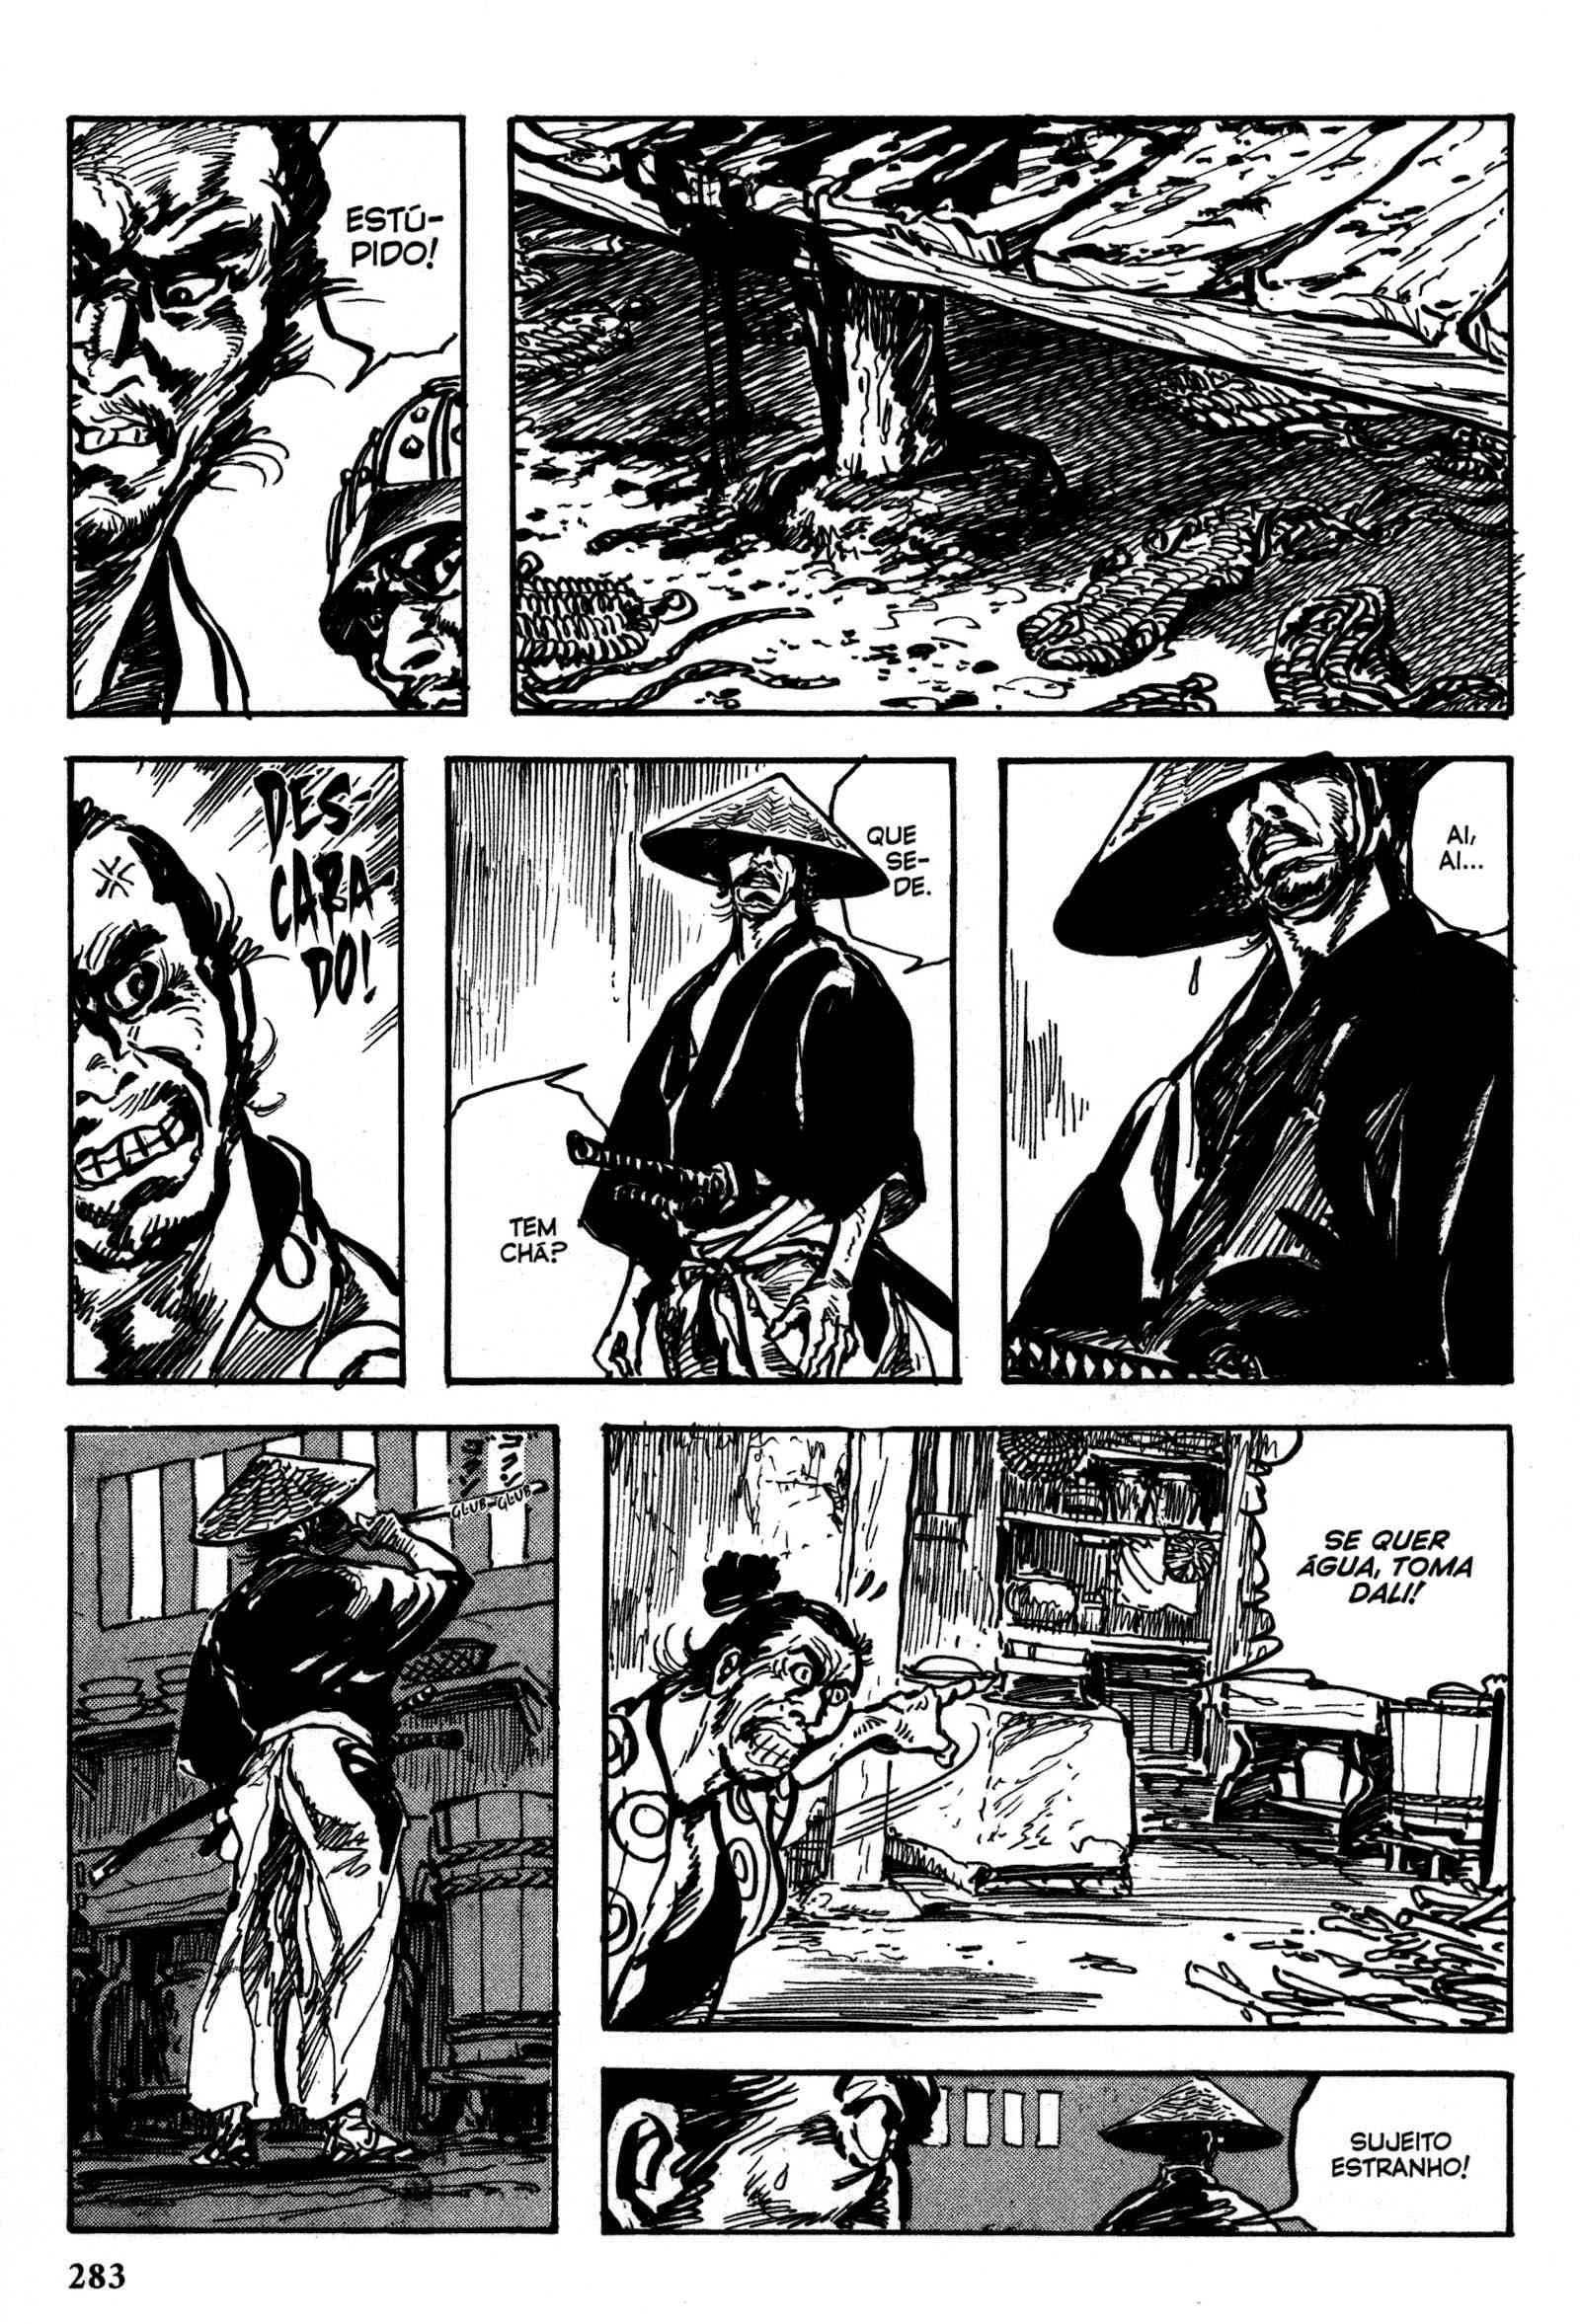 ESTÚ-
PIDO!
AI,
AI...
QUE
SE-
DE.
TEM
CHÁ?
DES-
CARA
DO!
SE QUER
ÁGUA, TOMA
DALI!
SUJEITO
ESTRANHO!
GLUB-GLUB
283